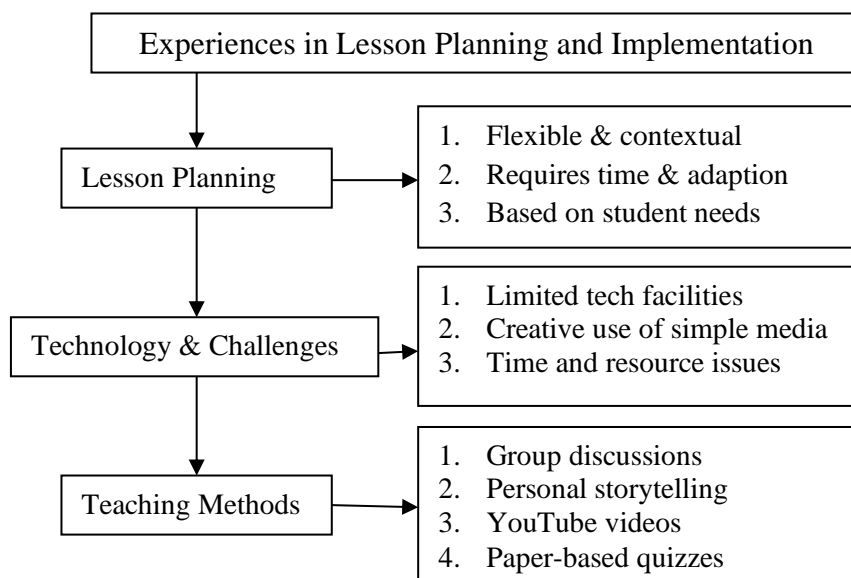 Experiences in Lesson Planning and Implementation
Lesson Planning
1. Flexible & contextual
2. Requires time & adaption
3. Based on student needs
Technology & Challenges
1. Limited tech facilities
2. Creative use of simple media
3. Time and resource issues
Teaching Methods
1. Group discussions
2. Personal storytelling
3. YouTube videos
4. Paper-based quizzes